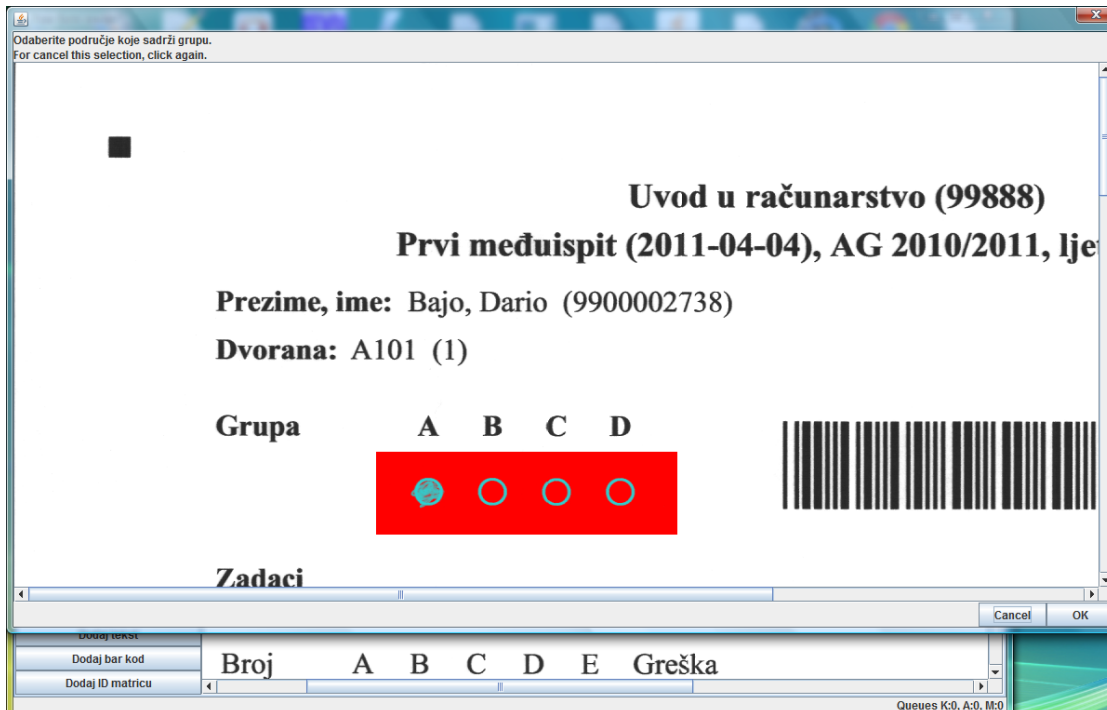 Odaberite područje koje sadrži grupu.
For cancel this selection, click again.
Uvod u računarstvo (99888)
Prvi međuispit (2011-04-04), AG 2010/2011, lje
Prezime, ime: Bajo, Dario (9900002738)
Dvorana: A101 (1)
Grupa A B C D
Zadaci
Cancel OK
Dodaj tekst
Dodaj bar kod
Dodaj ID matricu
Broj A B C D E Greška
Queues K:0, A:0, M:0